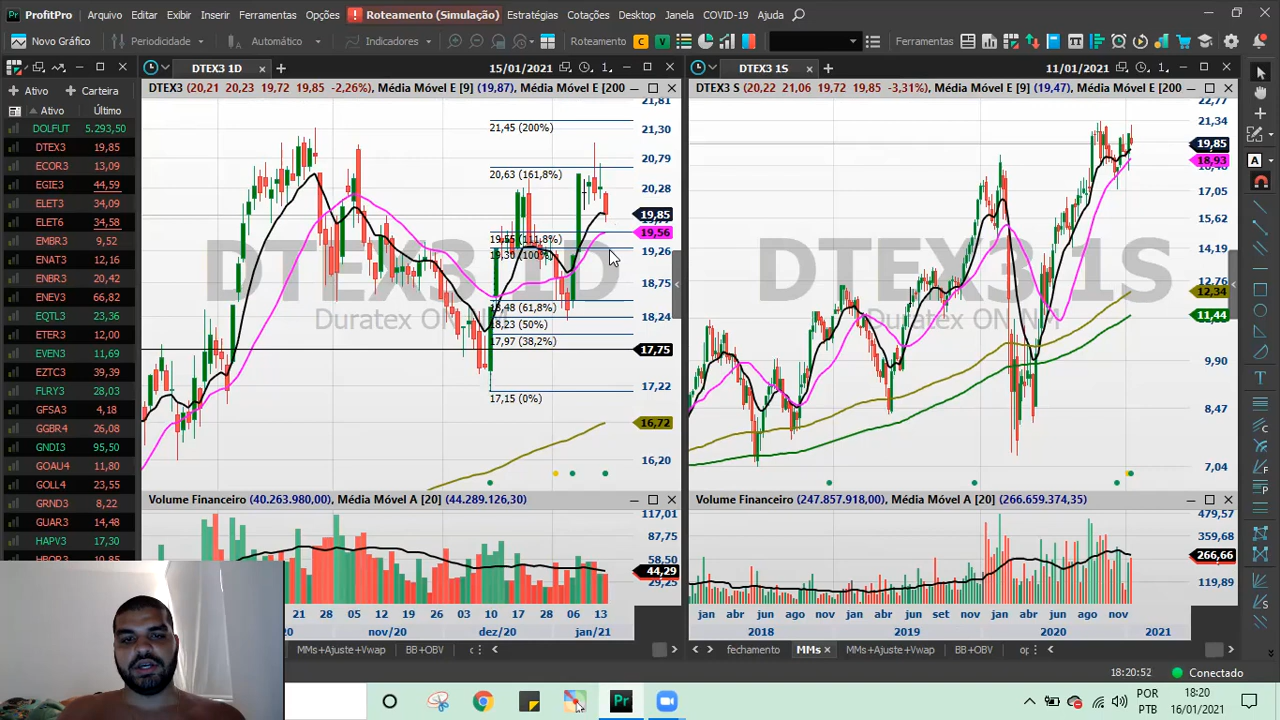 ProfitPro
Arquivo
Editar
Exibir
Inserir
Ferramentas
Opções
Roteamento (Simulação)
Estratégias
Cotações
Desktop
Janela
COVID-19
Ajuda
Novo Gráfico
Periodicidade
Automático
Indicadores
Roteamento
C
V
Ferramentas
DTEX3 1D
15/01/2021
1
DTEX3 1S
11/01/2021
1
Ativo
Carteira
Ativo
Último
DOLFUT 5.293,50
DTEX3 19,85
ECOR3 13,09
EGIE3 44,59
ELET3 34,09
ELET6 34,58
EMBR3 9,52
ENAT3 12,16
ENBR3 20,42
ENEV3 66,82
EQTL3 23,36
ETER3 12,00
EVEN3 11,69
EZTC3 39,39
FLRY3 28,03
GFSA3 4,18
GGBR4 26,08
GNDI3 95,50
GOAU4 11,80
GOLL4 23,55
GRND3 8,22
GUAR3 14,48
HAPV3 17,30
DTEX3 D (20,21 20,23 19,72 19,85 -2,26%), Média Móvel E [9] (19,87), Média Móvel E [200
21,81
21,30
20,79
20,28
19,85
19,56
19,26
18,75
18,24
17,75
17,22
16,72
16,20
21,45 (200%)
20,63 (161,8%)
19,55 (111,8%)
19,30 (100%)
18,48 (61,8%)
18,23 (50%)
17,97 (38,2%)
17,15 (0%)
DTEX3 1D
Duratex ON NM
Volume Financeiro (40.263.980,00), Média Móvel A [20] (44.289.126,30)
117,01
87,75
58,50
44,29
29,25
21 28 05 12 19 26 03 10 17 28 06 13
20
nov/20
dez/20
jan/21
MMs+Ajuste+Vwap
BB+OBV
DTEX3 S (20,22 21,06 19,72 19,85 -3,31%), Média Móvel E [9] (19,47), Média Móvel E [200
22,77
21,34
19,85
18,93
17,05
15,62
14,19
12,76
12,34
11,44
9,90
8,47
7,04
DTEX3 1S
Duratex ON NM
Volume Financeiro (247.857.918,00), Média Móvel A [20] (266.659.374,35)
479,57
359,68
266,66
119,89
jan abr jun ago nov jan abr jun set nov jan abr jun ago nov
2018
2019
2020
2021
fechamento
MMs
MMs+Ajuste+Vwap
BB+OBV
18:20:52
Conectado
A
T
Pr
POR
PTB
18:20
16/01/2021